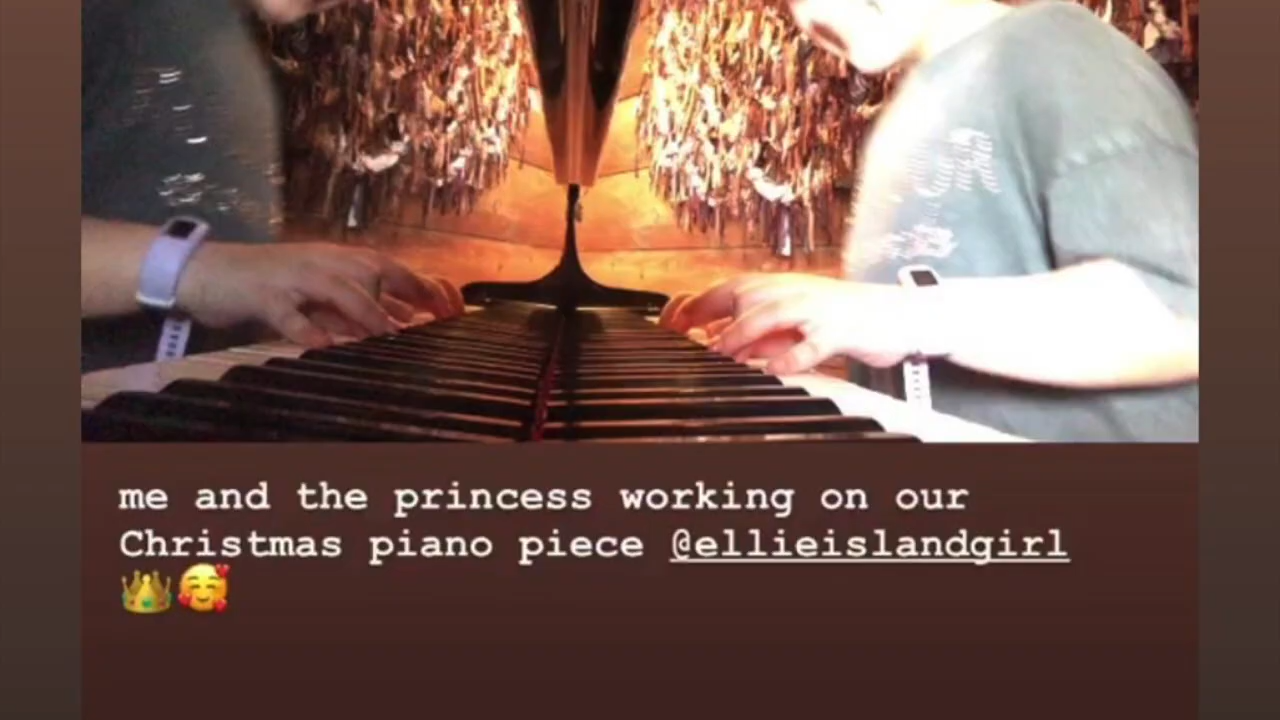 me and the princess working on our
Christmas piano piece @ellieislandgirl
👑🥰